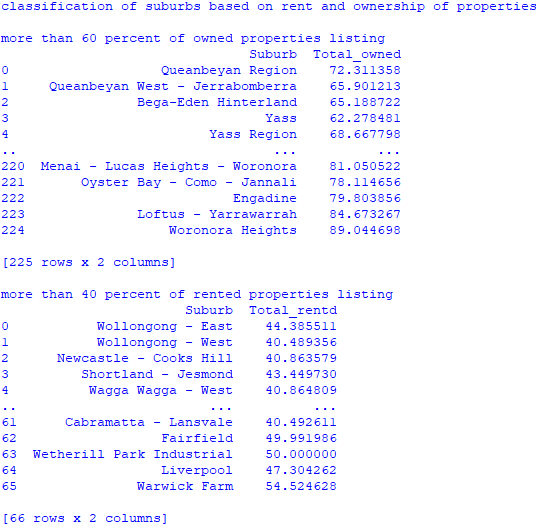 classification of suburbs based on rent and ownership of properties
more than 60 percent of owned properties listing
Suburb Total_owned
0 Queanbeyan Region 72.311358
1 Queanbeyan West - Jerrabomberra 65.901213
2 Bega-Eden Hinterland 65.188722
3 Yass 62.278481
4 Yass Region 68.667798
.. ... ...
220 Menai - Lucas Heights - Woronora 81.050522
221 Oyster Bay - Como - Jannali 78.114656
222 Engadine 79.803856
223 Loftus - Yarrawarrah 84.673267
224 Woronora Heights 89.044698
[225 rows x 2 columns]
more than 40 percent of rented properties listing
Suburb Total_rentd
0 Wollongong - East 44.385511
1 Wollongong - West 40.489356
2 Newcastle - Cooks Hill 40.863579
3 Shortland - Jesmond 43.449730
4 Wagga Wagga - West 40.864809
.. ... ...
61 Cabramatta - Lansvale 40.492611
62 Fairfield 49.991986
63 Wetherill Park Industrial 50.000000
64 Liverpool 47.304262
65 Warwick Farm 54.524628
[66 rows x 2 columns]